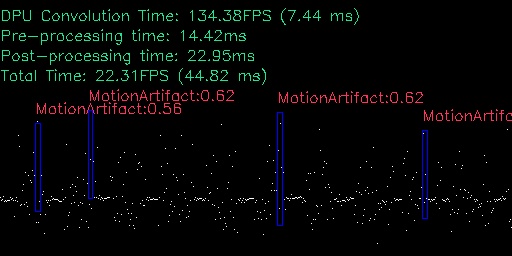 DPU Convolution Time: 134.38FPS (7.44 ms)
Pre-processing time: 14.42ms
Post-processing time: 22.95ms
Total Time: 22.31FPS (44.82 ms)
MotionArtifact:0.62
MotionArtifact:0.62
MotionArtifact:0.56
MotionArtifa